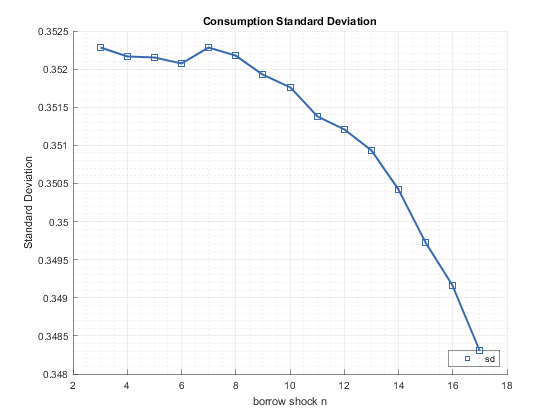 Consumption Standard Deviation
0.3525
0.352
0.3515
0.351
0.3505
0.35
0.3495
0.349
0.3485
0.348
Standard Deviation
sd
2 4 6 8 10 12 14 16 18
borrow shock n